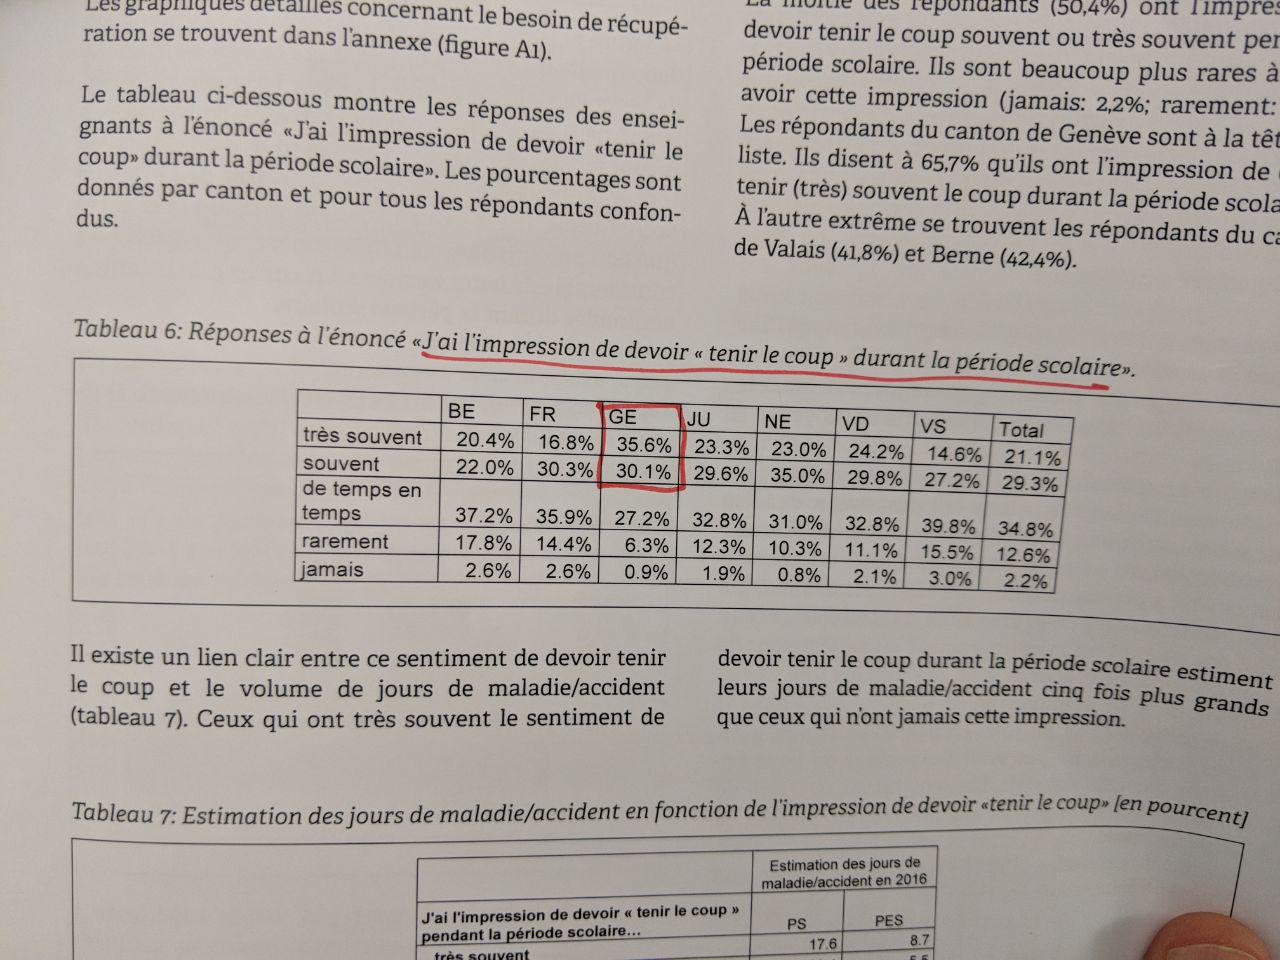 Les graphiques détaillés concernant le besoin de récupé-
ration se trouvent dans l'annexe (figure A1).
Le tableau ci-dessous montre les réponses des ensei-
gnants à l'énoncé «J'ai l'impression de devoir «tenir le
coup» durant la période scolaire». Les pourcentages sont
donnés par canton et pour tous les répondants confon-
dus.
La moitié des répondants (50,4%) ont l'impres
devoir tenir le coup souvent ou très souvent pen
période scolaire. Ils sont beaucoup plus rares à
avoir cette impression (jamais: 2,2%; rarement:
Les répondants du canton de Genève sont à la têt
liste. Ils disent à 65,7% qu'ils ont l'impression de
tenir (très) souvent le coup durant la période scola
À l'autre extrême se trouvent les répondants du ca
de Valais (41,8%) et Berne (42,4%).
Tableau 6: Réponses à l'énoncé «J'ai l'impression de devoir « tenir le coup » durant la période scolaire».
BE FR GE JU NE VD VS Total
très souvent 20.4% 16.8% 35.6% 23.3% 23.0% 24.2% 14.6% 21.1%
souvent 22.0% 30.3% 30.1% 29.6% 35.0% 29.8% 27.2% 29.3%
de temps en
temps 37.2% 35.9% 27.2% 32.8% 31.0% 32.8% 39.8% 34.8%
rarement 17.8% 14.4% 6.3% 12.3% 10.3% 11.1% 15.5% 12.6%
jamais 2.6% 2.6% 0.9% 1.9% 0.8% 2.1% 3.0% 2.2%
Il existe un lien clair entre ce sentiment de devoir tenir
le coup et le volume de jours de maladie/accident
(tableau 7). Ceux qui ont très souvent le sentiment de
devoir tenir le coup durant la période scolaire estiment
leurs jours de maladie/accident cinq fois plus grands
que ceux qui n'ont jamais cette impression.
Tableau 7: Estimation des jours de maladie/accident en fonction de l'impression de devoir «tenir le coup» [en pourcent]
Estimation des jours de
maladie/accident en 2016
J'ai l'impression de devoir « tenir le coup »
pendant la période scolaire... PS PES
très souvent 17.6 8.7